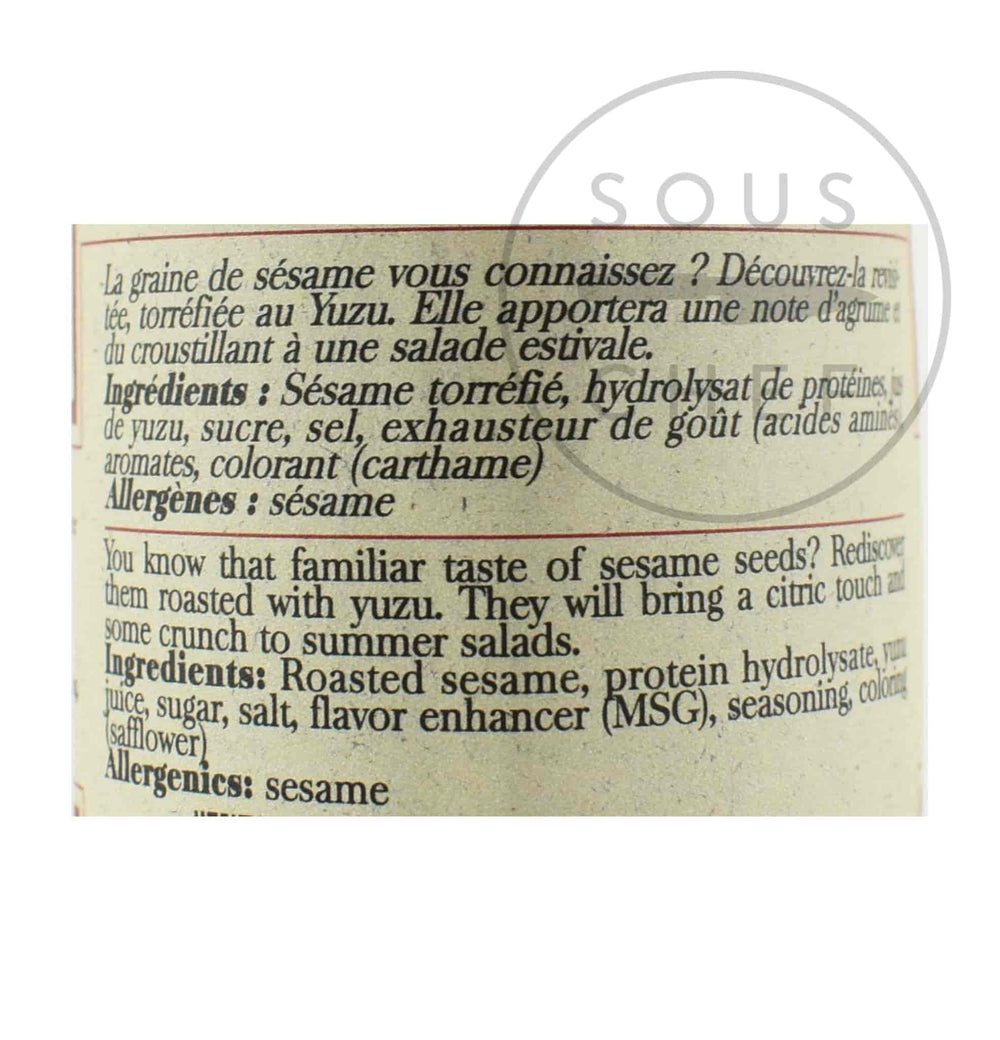 SOUS
CHEF
La graine de sésame vous connaissez ? Découvrez-la revisi-
tée, torréfiée au Yuzu. Elle apportera une note d'agrume et
du croustillant à une salade estivale.
Ingrédients : Sésame torréfié, hydrolysat de protéines, jus
de yuzu, sucre, sel, exhausteur de goût (acides aminés,
aromates, colorant (carthame)
Allergènes : sésame
You know that familiar taste of sesame seeds? Rediscover
them roasted with yuzu. They will bring a citric touch and
some crunch to summer salads.
Ingredients: Roasted sesame, protein hydrolysate, yuzu
juice, sugar, salt, flavor enhancer (MSG), seasoning, coloring
(safflower)
Allergenics: sesame